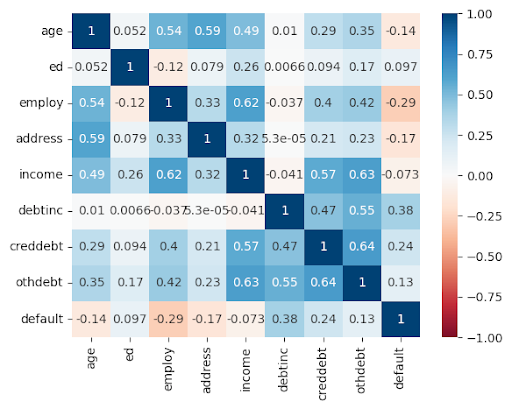 age 1 0.052 0.54 0.59 0.49 0.01 0.29 0.35 -0.14
ed 0.052 1 -0.12 0.079 0.26 0.0066 0.094 0.17 0.097
employ 0.54 -0.12 1 0.33 0.62 -0.037 0.4 0.42 -0.29
address 0.59 0.079 0.33 1 0.32 5.3e-05 0.21 0.23 -0.17
income 0.49 0.26 0.62 0.32 1 -0.041 0.57 0.63 -0.073
debtinc 0.01 0.0066 -0.037 5.3e-05 -0.041 1 0.47 0.55 0.38
creddebt 0.29 0.094 0.4 0.21 0.57 0.47 1 0.64 0.24
othdebt 0.35 0.17 0.42 0.23 0.63 0.55 0.64 1 0.13
default -0.14 0.097 -0.29 -0.17 -0.073 0.38 0.24 0.13 1
age ed employ address income debtinc creddebt othdebt default
1.00
0.75
0.50
0.25
0.00
−0.25
−0.50
−0.75
−1.00